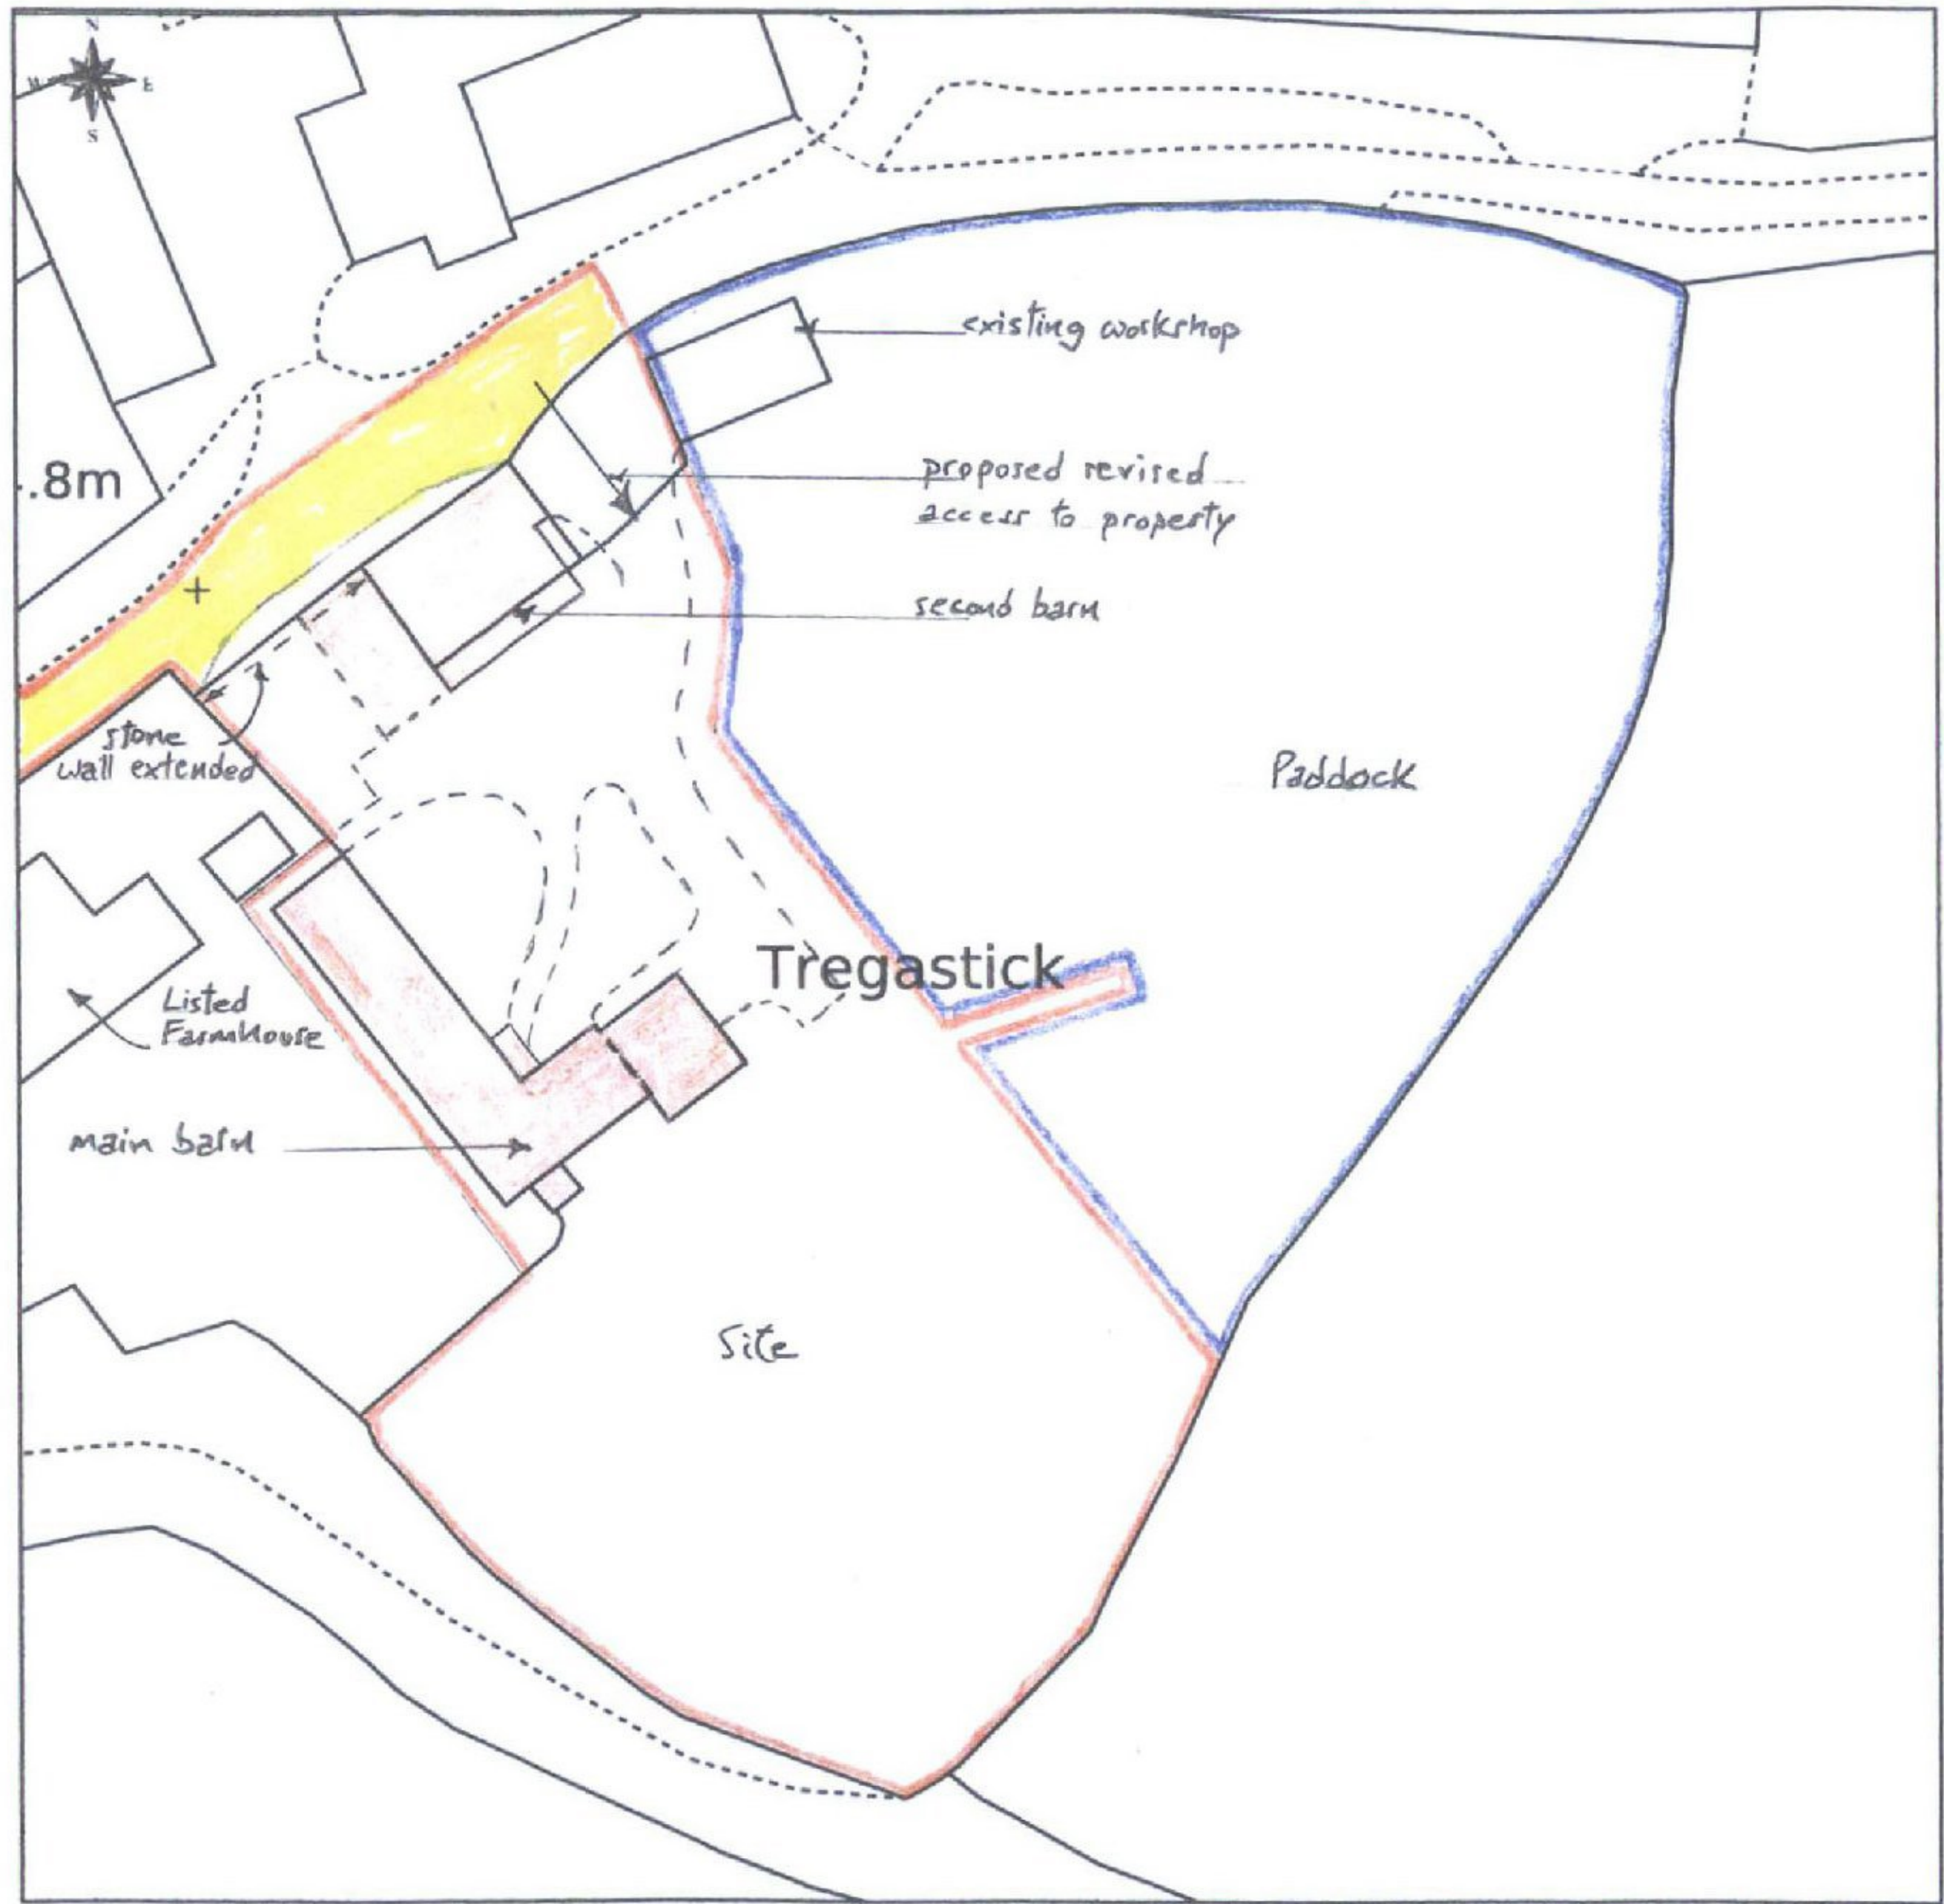 N
W E
S
existing workshop
.8m
proposed revised
access to property
second barn
stone
wall extended
Paddock
Tregastick
Listed
Farmhouse
main barn
Site